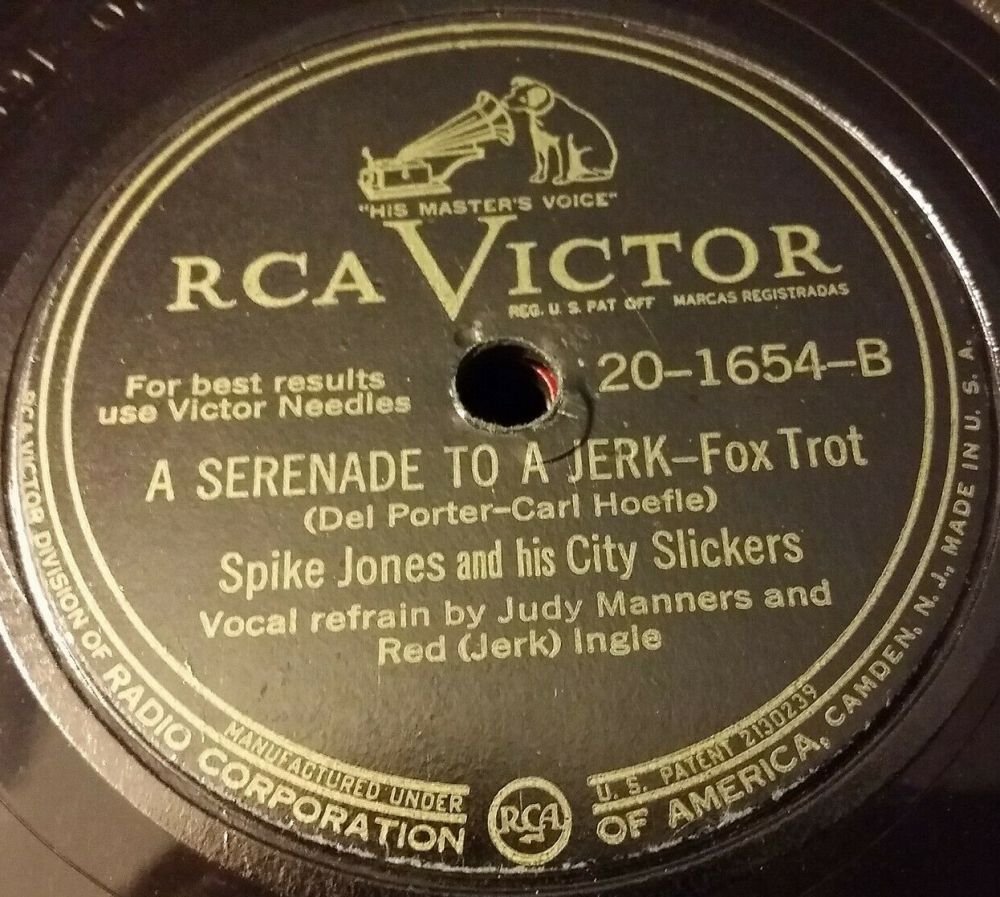 "HIS MASTER'S VOICE"
RCA VICTOR
REG. U. S. PAT OFF MARCAS REGISTRADAS
For best results
use Victor Needles
20-1654-B
A SERENADE TO A JERK-Fox Trot
(Del Porter-Carl Hoefle)
Spike Jones and his City Slickers
Vocal refrain by Judy Manners and
Red (Jerk) Ingle
MANUFACTURED UNDER
U. S. PATENT 2130239
RCA VICTOR DIVISION OF RADIO CORPORATION
RCA
OF AMERICA, CAMDEN, N. J., MADE IN U. S. A.